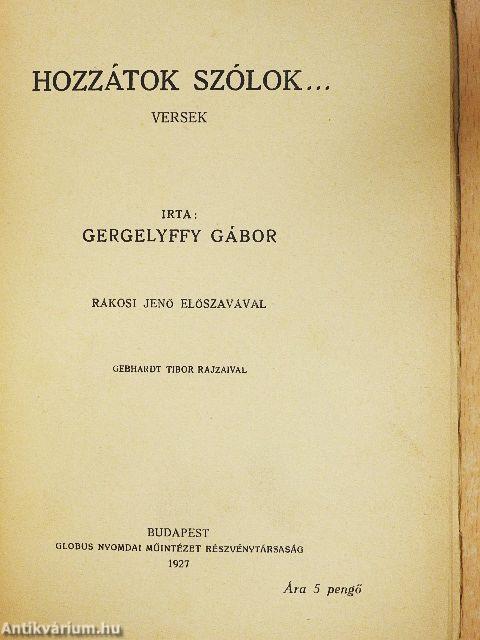 HOZZÁTOK SZÓLOK...
VERSEK
IRTA:
GERGELYFFY GÁBOR
RÁKOSI JENŐ ELŐSZAVÁVAL
GEBHARDT TIBOR RAJZAIVAL
BUDAPEST
GLOBUS NYOMDAI MŰINTÉZET RÉSZVÉNYTÁRSASÁG
1927
Ára 5 pengő
Antikvárium.hu